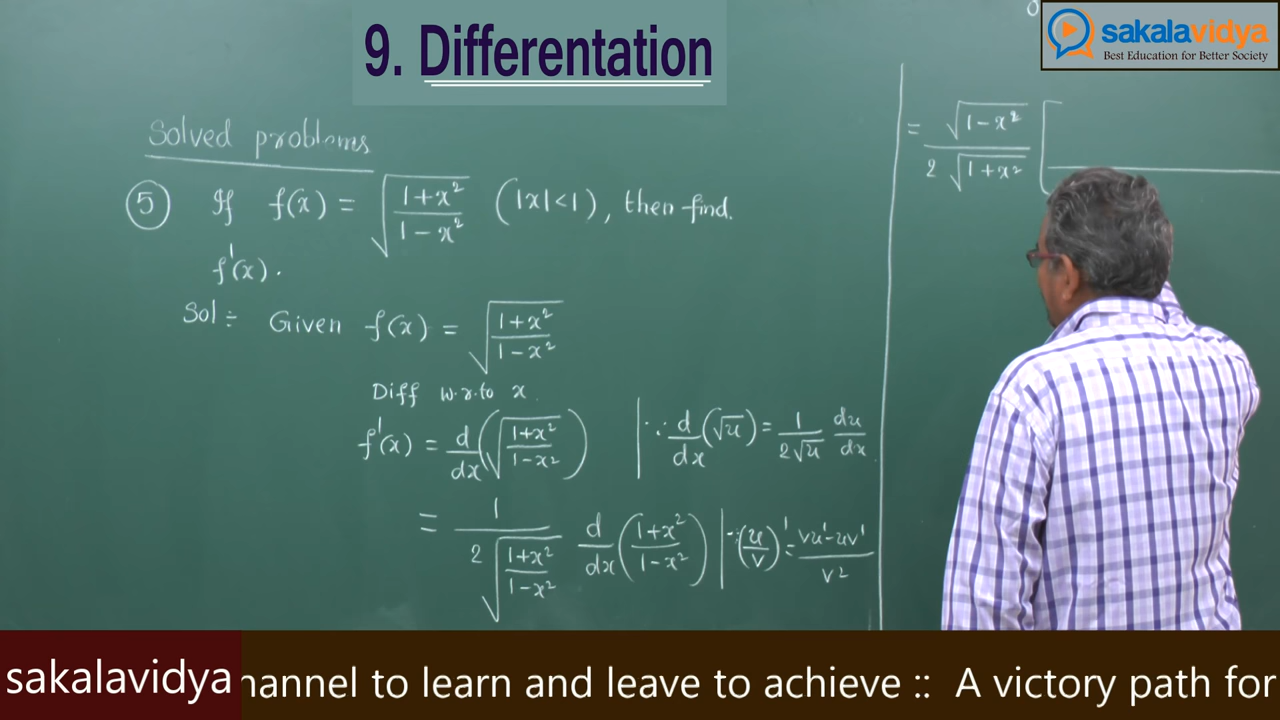 9. Differentation
sakalavidya
Best Education for Better Society
Solved problems
5 If f(x) = √((1+x²)/(1-x²)) (|x|<1), then find.
f'(x).
Sol ÷ Given f(x) = √((1+x²)/(1-x²))
Diff w.r.to x.
f'(x) = d/dx (√((1+x²)/(1-x²))) | ∵ d/dx (√u) = 1/(2√u) du/dx
= 1/(2√((1+x²)/(1-x²))) d/dx ((1+x²)/(1-x²)) | ∵ (u/v)' = (vu'-uv')/v²
= √(1-x²)/(2√(1+x²)) [
sakalavidya
hannel to learn and leave to achieve :: A victory path for